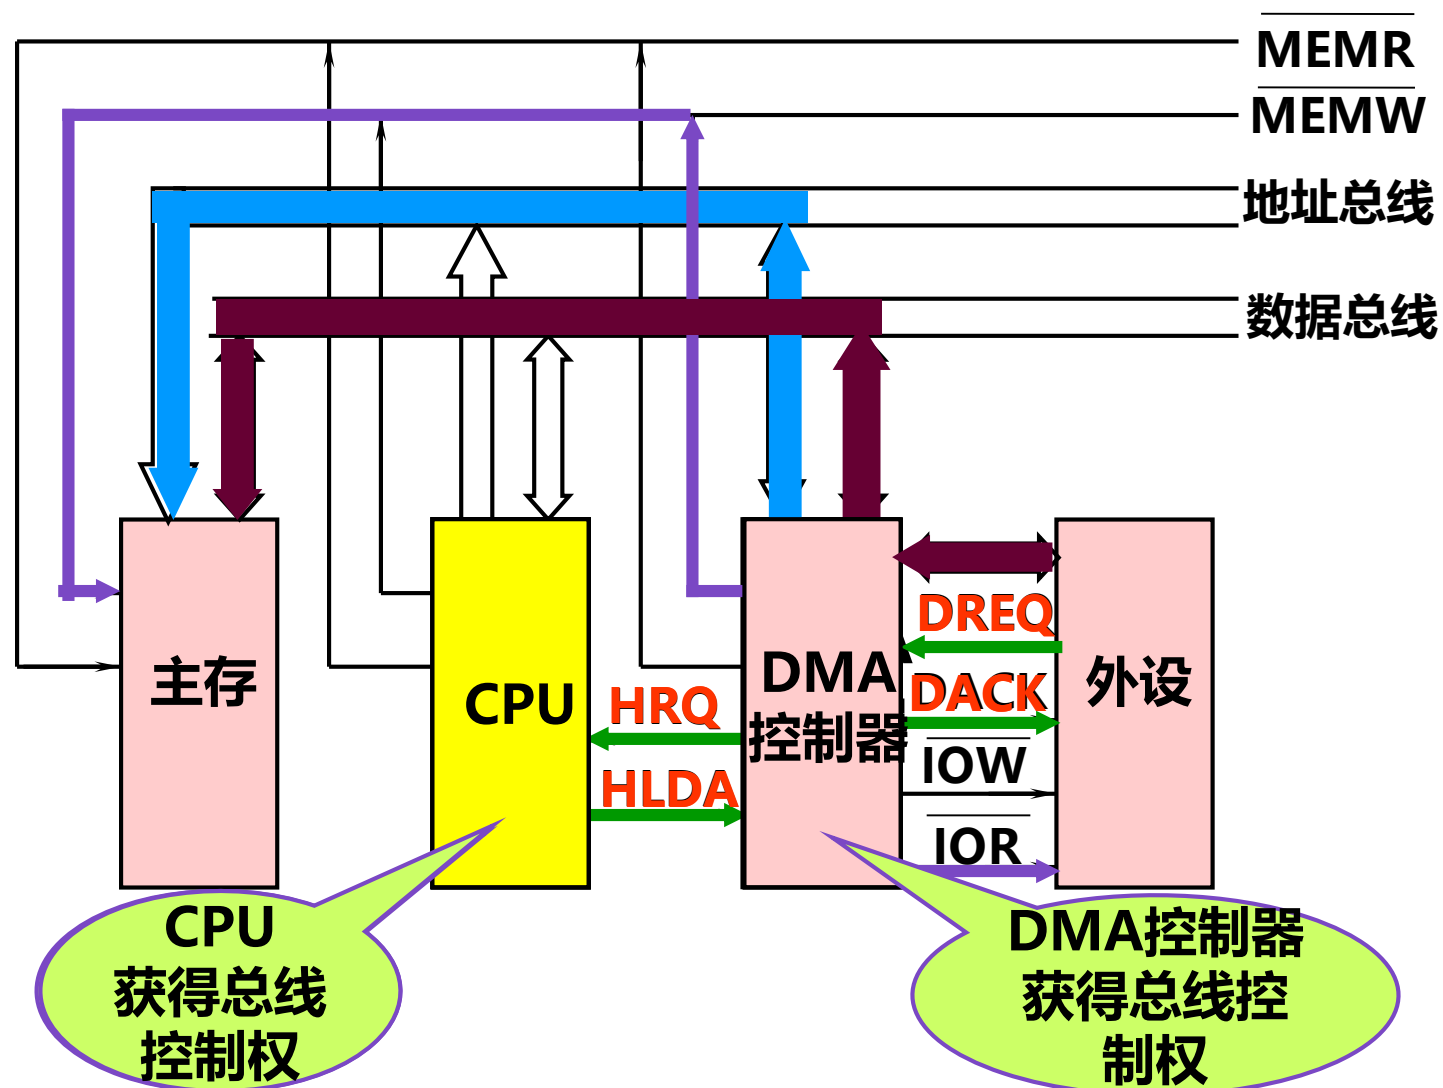 MEMR
MEMW
地址总线
数据总线
主存
CPU
HRQ
HLDA
DMA
控制器
DREQ
DACK
IOW
IOR
外设
CPU
获得总线
控制权
DMA控制器
获得总线控
制权